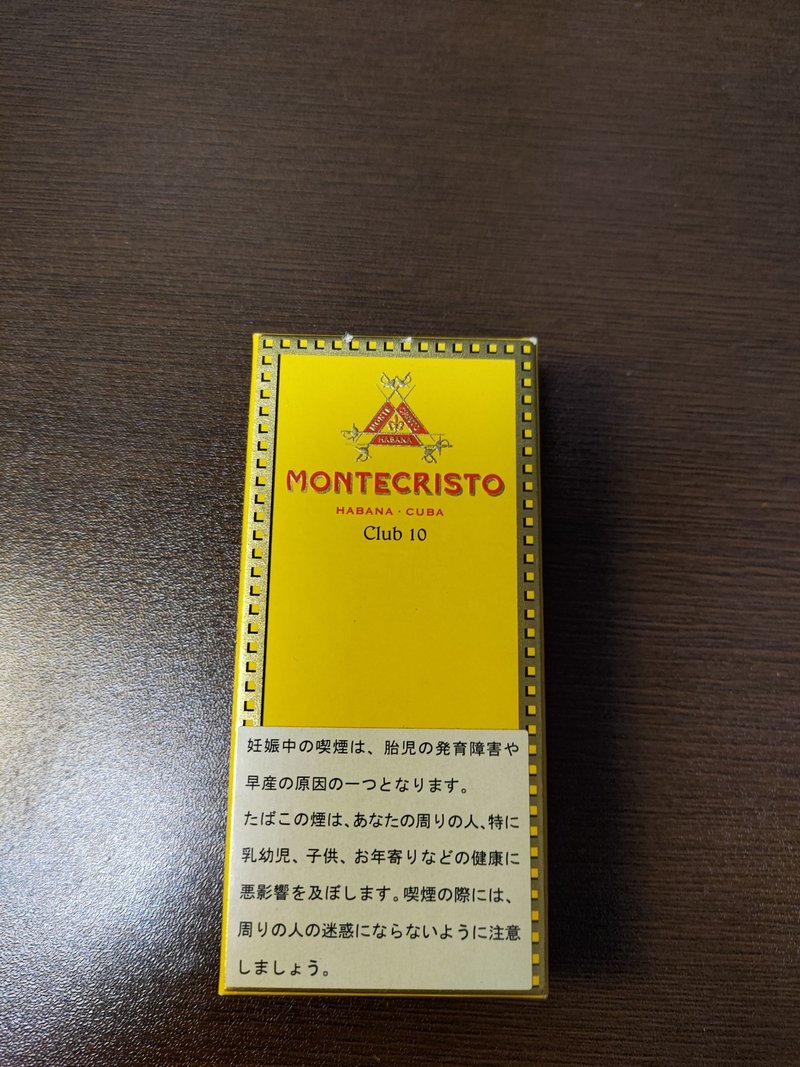 MONTE
CRISTO
HABANA
MONTECRISTO
HABANA · CUBA
Club 10
妊娠中の喫煙は、胎児の発育障害や
早産の原因の一つとなります。
たばこの煙は、あなたの周りの人、特に
乳幼児、子供、お年寄りなどの健康に
悪影響を及ぼします。喫煙の際には、
周りの人の迷惑にならないように注意
しましょう。